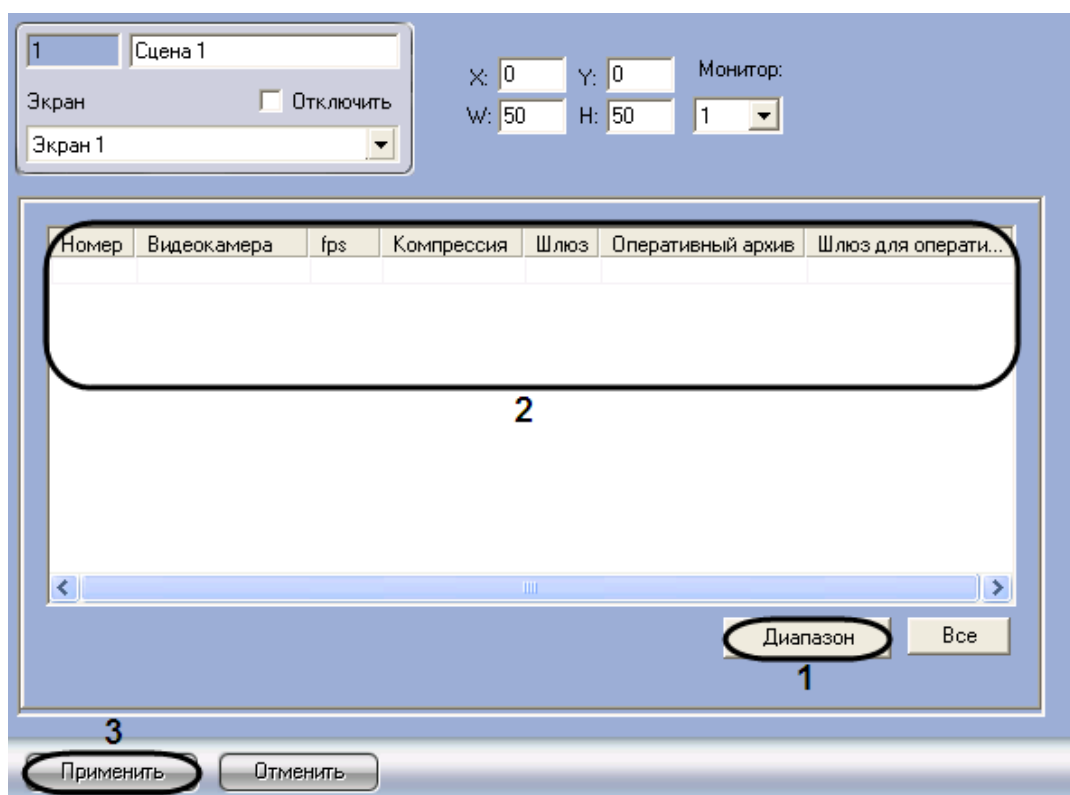 1 Сцена 1
Экран Отключить
Экран 1
X: 0 Y: 0 Монитор:
W: 50 H: 50 1
Номер Видеокамера fps Компрессия Шлюз Оперативный архив Шлюз для операти...
2
Диапазон Все
1
3
Применить Отменить